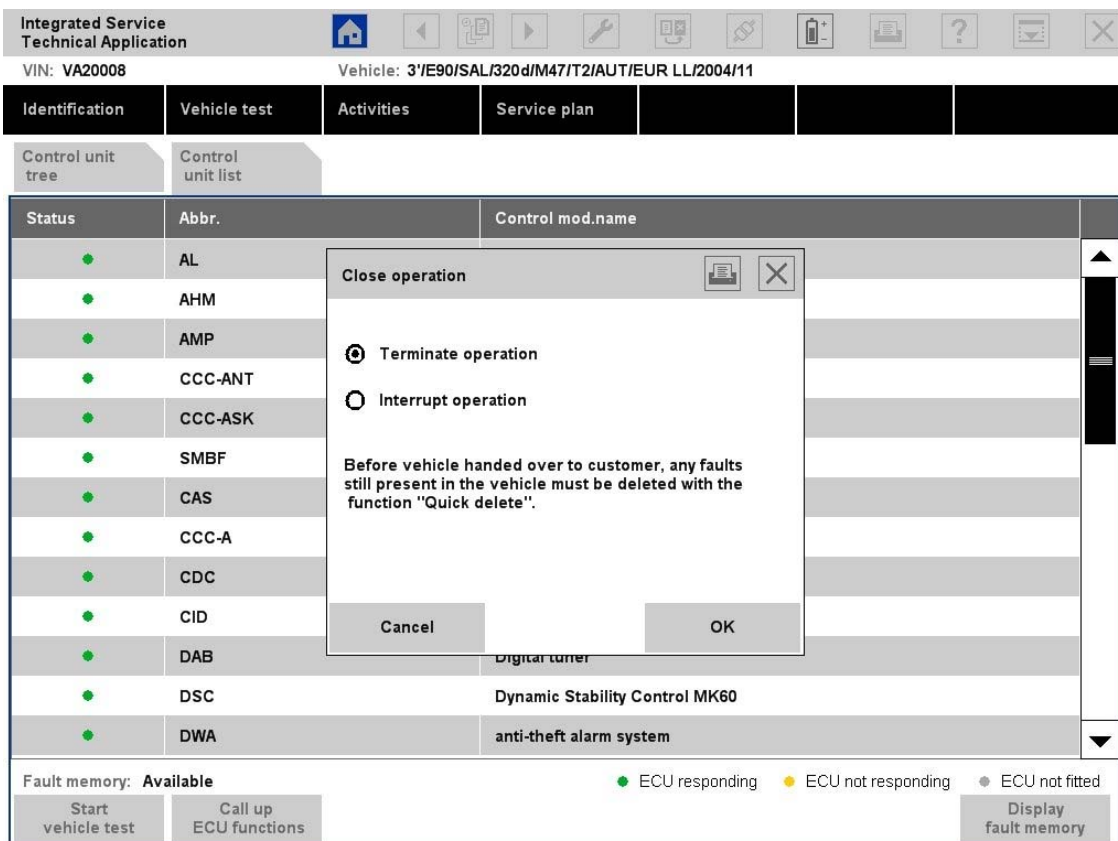 Integrated Service
Technical Application
VIN: VA20008 Vehicle: 3'/E90/SAL/320d/M47/T2/AUT/EUR LL/2004/11
Identification Vehicle test Activities Service plan
Control unit
tree
Control
unit list
Status Abbr. Control mod.name
AL
AHM
AMP
CCC-ANT
CCC-ASK
SMBF
CAS
CCC-A
CDC
CID
DAB Digital tuner
DSC Dynamic Stability Control MK60
DWA anti-theft alarm system
Close operation
Terminate operation
Interrupt operation
Before vehicle handed over to customer, any faults
still present in the vehicle must be deleted with the
function "Quick delete".
Cancel OK
Fault memory: Available ECU responding ECU not responding ECU not fitted
Start
vehicle test
Call up
ECU functions
Display
fault memory